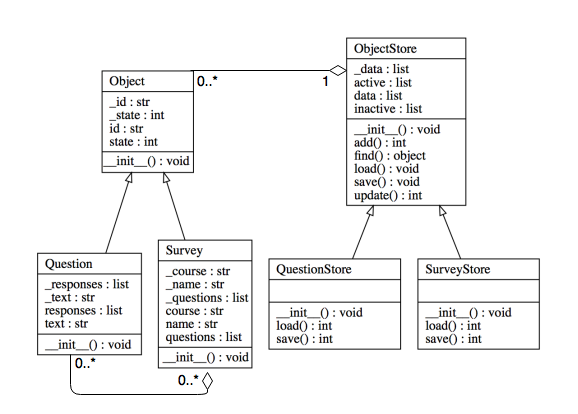 ObjectStore
_data : list
active : list
data : list
inactive : list
__init__() : void
add() : int
find() : object
load() : void
save() : void
update() : int
Object
_id : str
_state : int
id : str
state : int
__init__() : void
0..*
1
Question
_responses : list
_text : str
responses : list
text : str
__init__() : void
0..*
Survey
_course : str
_name : str
_questions : list
course : str
name : str
questions : list
__init__() : void
0..*
QuestionStore
__init__() : void
load() : int
save() : int
SurveyStore
__init__() : void
load() : int
save() : int